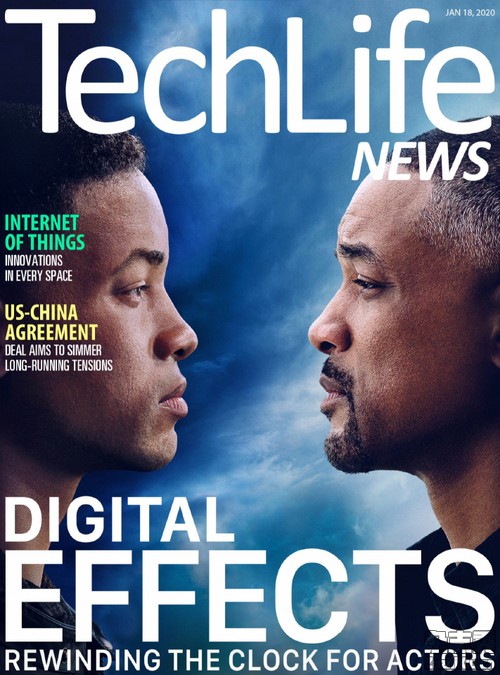 TechLife
JAN 18, 2020
NEWS
INTERNET
OF THINGS
INNOVATIONS
IN EVERY SPACE
US-CHINA
AGREEMENT
DEAL AIMS TO SIMMER
LONG-RUNNING TENSIONS
DIGITAL
EFFECTS
REWINDING THE CLOCK FOR ACTORS